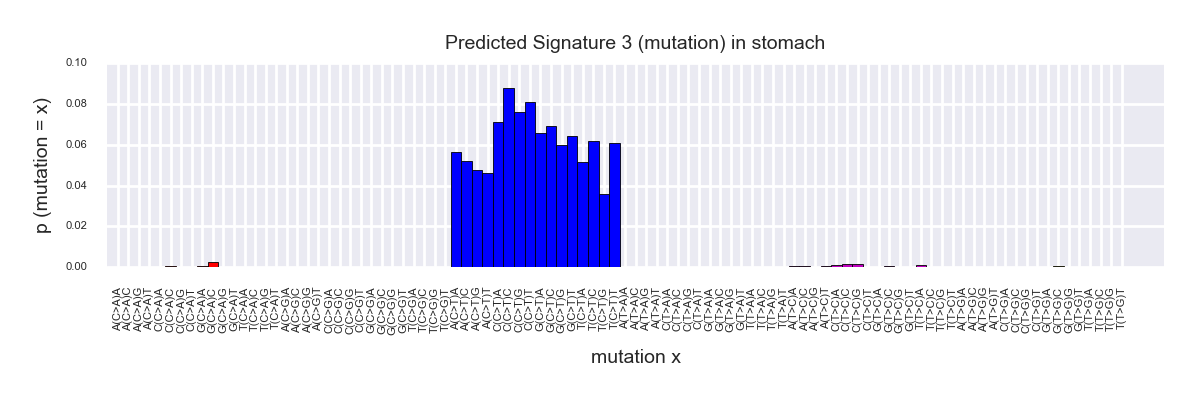 Predicted Signature 3 (mutation) in stomach
p (mutation = x)
0.10
0.08
0.06
0.04
0.02
0.00
A(C>A)A
A(C>A)C
A(C>A)G
A(C>A)T
C(C>A)A
C(C>A)C
C(C>A)G
C(C>A)T
G(C>A)A
G(C>A)C
G(C>A)G
G(C>A)T
T(C>A)A
T(C>A)C
T(C>A)G
T(C>A)T
A(C>G)A
A(C>G)C
A(C>G)G
A(C>G)T
C(C>G)A
C(C>G)C
C(C>G)G
C(C>G)T
G(C>G)A
G(C>G)C
G(C>G)G
G(C>G)T
T(C>G)A
T(C>G)C
T(C>G)G
T(C>G)T
A(C>T)A
A(C>T)C
A(C>T)G
A(C>T)T
C(C>T)A
C(C>T)C
C(C>T)G
C(C>T)T
G(C>T)A
G(C>T)C
G(C>T)G
G(C>T)T
T(C>T)A
T(C>T)C
T(C>T)G
T(C>T)T
A(T>A)A
A(T>A)C
A(T>A)G
A(T>A)T
C(T>A)A
C(T>A)C
C(T>A)G
C(T>A)T
G(T>A)A
G(T>A)C
G(T>A)G
G(T>A)T
T(T>A)A
T(T>A)C
T(T>A)G
T(T>A)T
A(T>C)A
A(T>C)C
A(T>C)G
A(T>C)T
C(T>C)A
C(T>C)C
C(T>C)G
C(T>C)T
G(T>C)A
G(T>C)C
G(T>C)G
G(T>C)T
T(T>C)A
T(T>C)C
T(T>C)G
T(T>C)T
A(T>G)A
A(T>G)C
A(T>G)G
A(T>G)T
C(T>G)A
C(T>G)C
C(T>G)G
C(T>G)T
G(T>G)A
G(T>G)C
G(T>G)G
G(T>G)T
T(T>G)A
T(T>G)C
T(T>G)G
T(T>G)T
mutation x